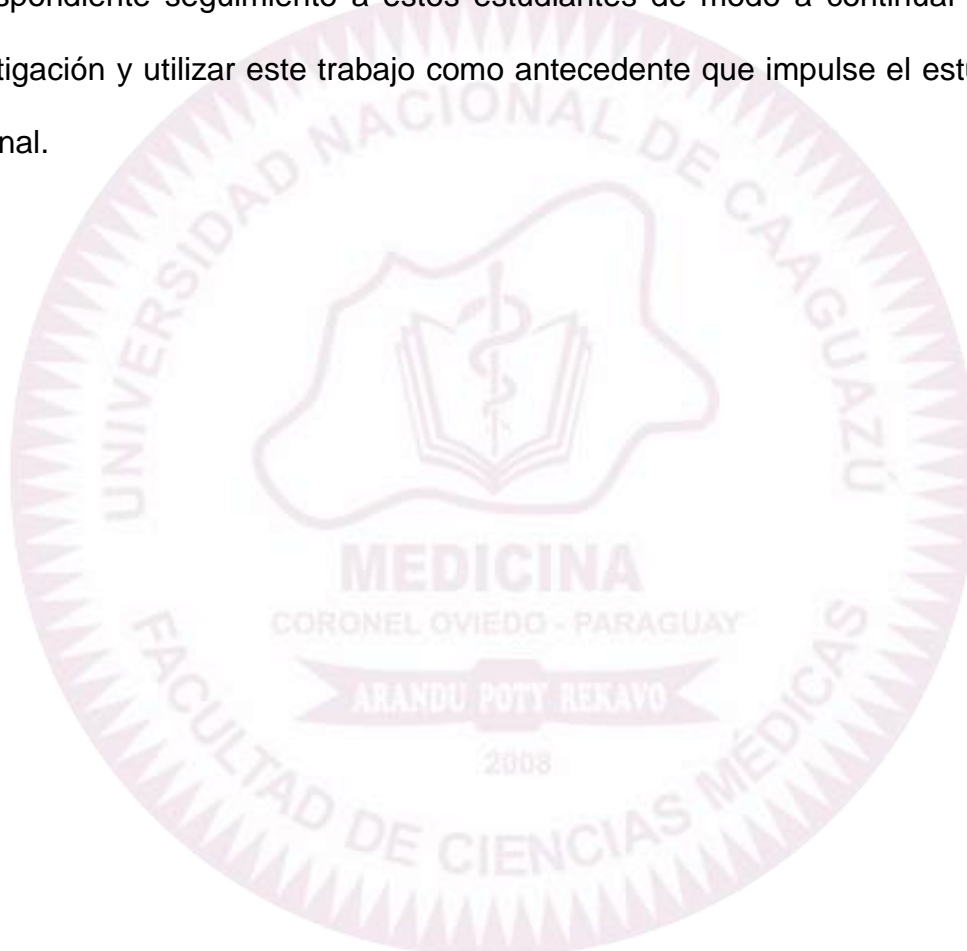 spondiente seguimiento a estos estudiantes de modo a continuar
tigación y utilizar este trabajo como antecedente que impulse el est
nal.
UNIVERSIDAD NACIONAL DE CAAGUAZÚ
MEDICINA
CORONEL OVIEDO - PARAGUAY
ARANDU POTY REKAVO
2008
FACULTAD DE CIENCIAS MÉDICAS